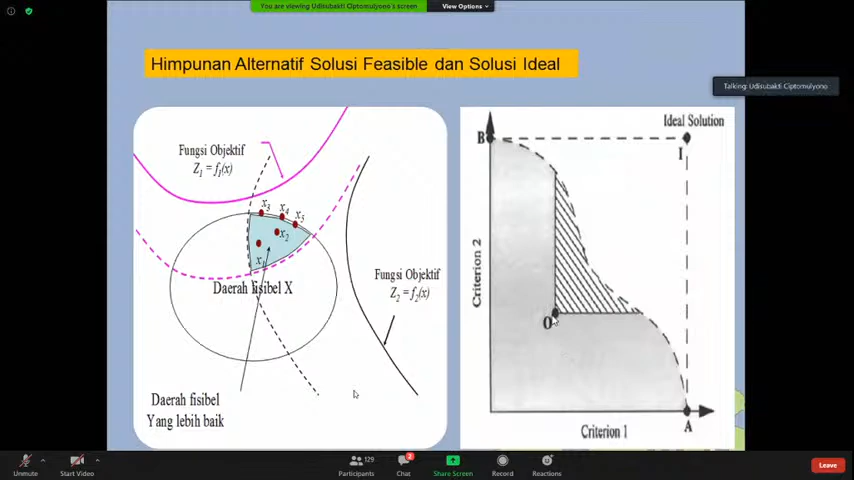 You are viewing Udisubakti Ciptomulyono's screen
View Options
Himpunan Alternatif Solusi Feasible dan Solusi Ideal
Talking: Udisubakti Ciptomulyono
Fungsi Objektif
Z1 = f1(x)
x3
x4
x5
x2
x1
Daerah fisibel X
Fungsi Objektif
Z2 = f2(x)
Daerah fisibel
Yang lebih baik
Ideal Solution
B
I
Criterion 2
O
A
Criterion 1
Unmute
Start Video
129
Participants
2
Chat
Share Screen
Record
Reactions
Leave